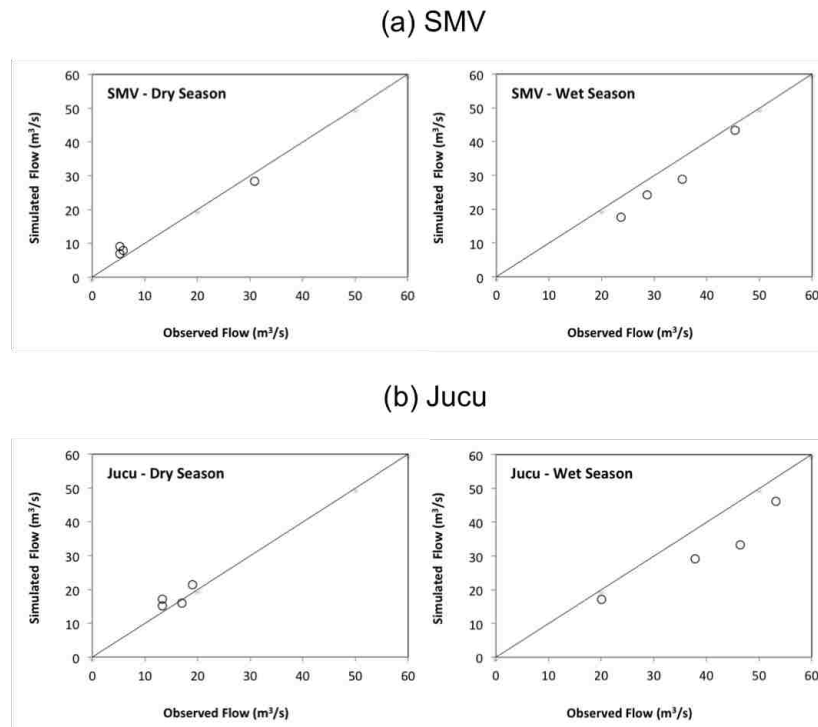 (a) SMV
SMV - Dry Season
Simulated Flow (m³/s)
60
50
40
30
20
10
0
0 10 20 30 40 50 60
Observed Flow (m³/s)
SMV - Wet Season
Simulated Flow (m³/s)
60
50
40
30
20
10
0
0 10 20 30 40 50 60
Observed Flow (m³/s)
(b) Jucu
Jucu - Dry Season
Simulated Flow (m³/s)
60
50
40
30
20
10
0
0 10 20 30 40 50 60
Observed Flow (m³/s)
Jucu - Wet Season
Simulated Flow (m³/s)
60
50
40
30
20
10
0
0 10 20 30 40 50 60
Observed Flow (m³/s)